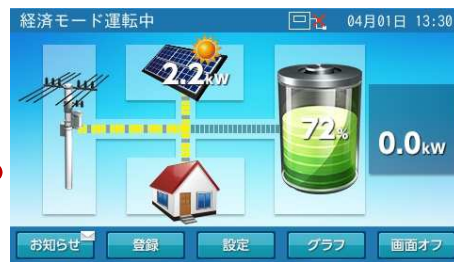 経済モード運転中
04月01日 13:30
2.2kW
72%
0.0kW
お知らせ
登録
設定
グラフ
画面オフ